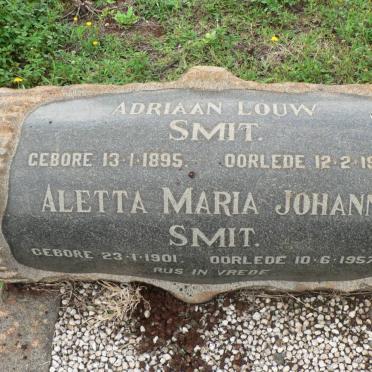 ADRIAAN LOUW
SMIT.
GEBORE 13·1·1895. OORLEDE 12·2·19
ALETTA MARIA JOHANN
SMIT.
GEBORE 23·1·1901. OORLEDE 10·6·1957
RUS IN VREDE